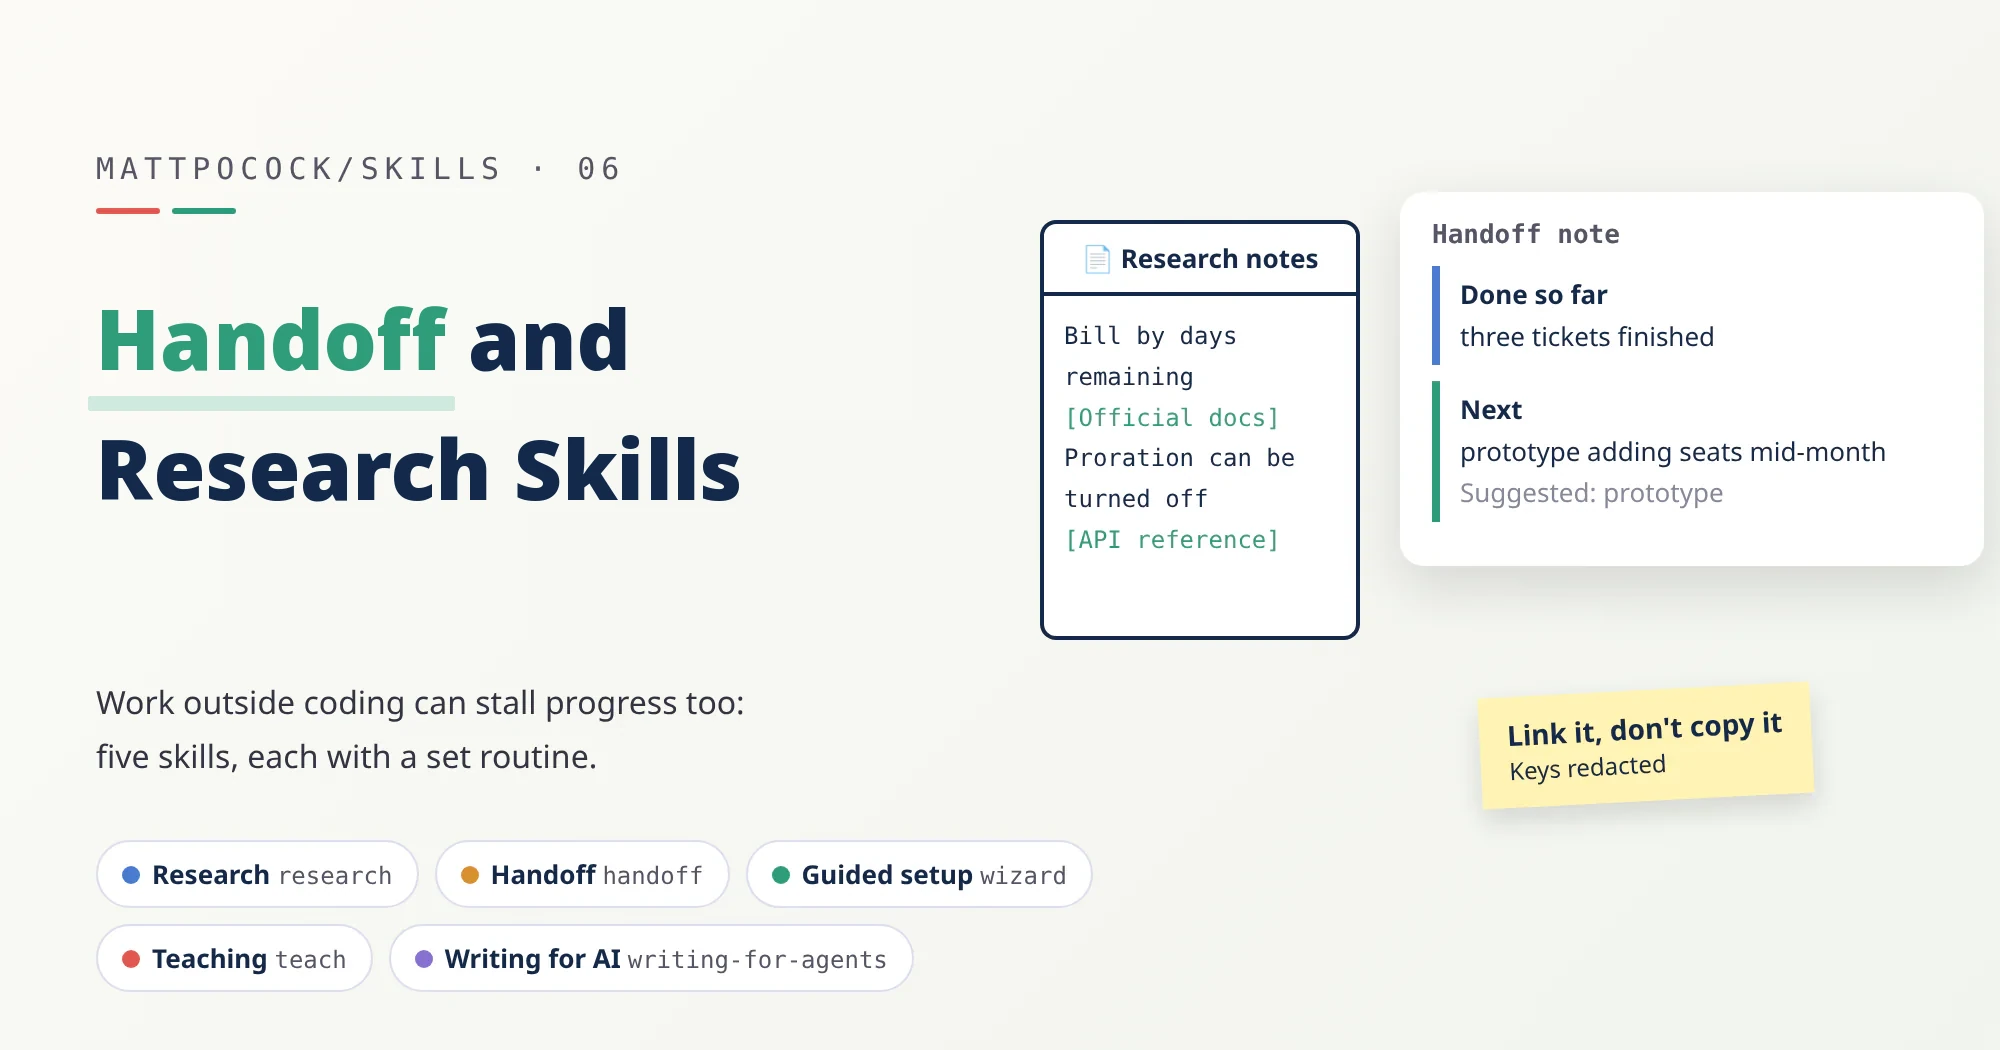 MATTPOCOCK/SKILLS · 06
Handoff and
Research Skills
Work outside coding can stall progress too:
five skills, each with a set routine.
Research research
Handoff handoff
Guided setup wizard
Teaching teach
Writing for AI writing-for-agents
Research notes
Bill by days
remaining
[Official docs]
Proration can be
turned off
[API reference]
Handoff note
Done so far
three tickets finished
Next
prototype adding seats mid-month
Suggested: prototype
Link it, don't copy it
Keys redacted